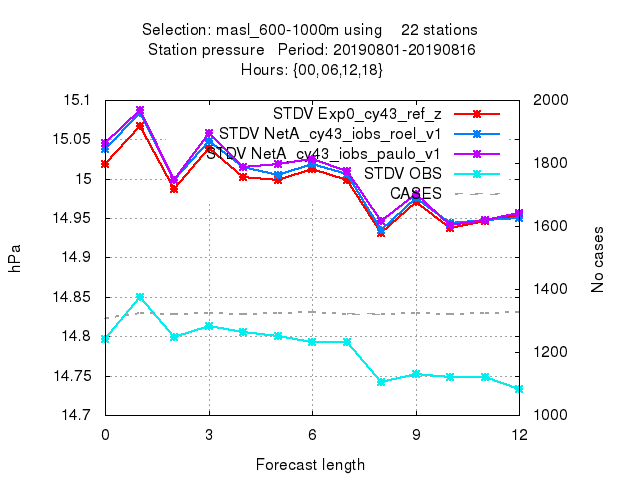 Selection: masl_600-1000m using 22 stations
Station pressure Period: 20190801-20190816
Hours: {00,06,12,18}
STDV Exp0_cy43_ref_z
STDV NetA_cy43_iobs_roel_v1
STDV NetA_cy43_iobs_paulo_v1
STDV OBS
CASES
15.1
15.05
15
14.95
14.9
14.85
14.8
14.75
14.7
hPa
2000
1800
1600
1400
1200
1000
No cases
0 3 6 9 12
Forecast length